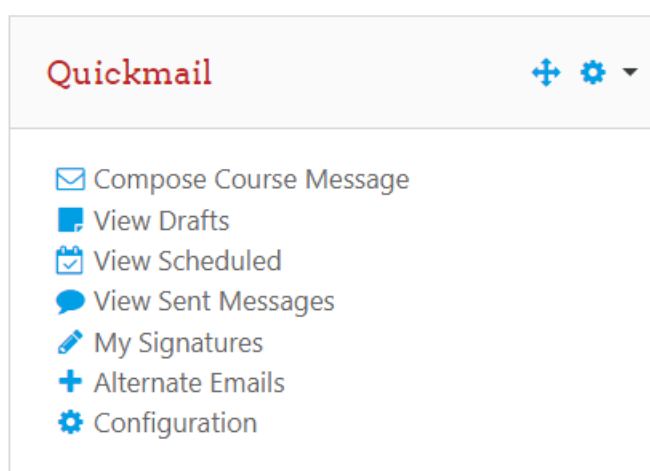 Quickmail
Compose Course Message
View Drafts
View Scheduled
View Sent Messages
My Signatures
Alternate Emails
Configuration